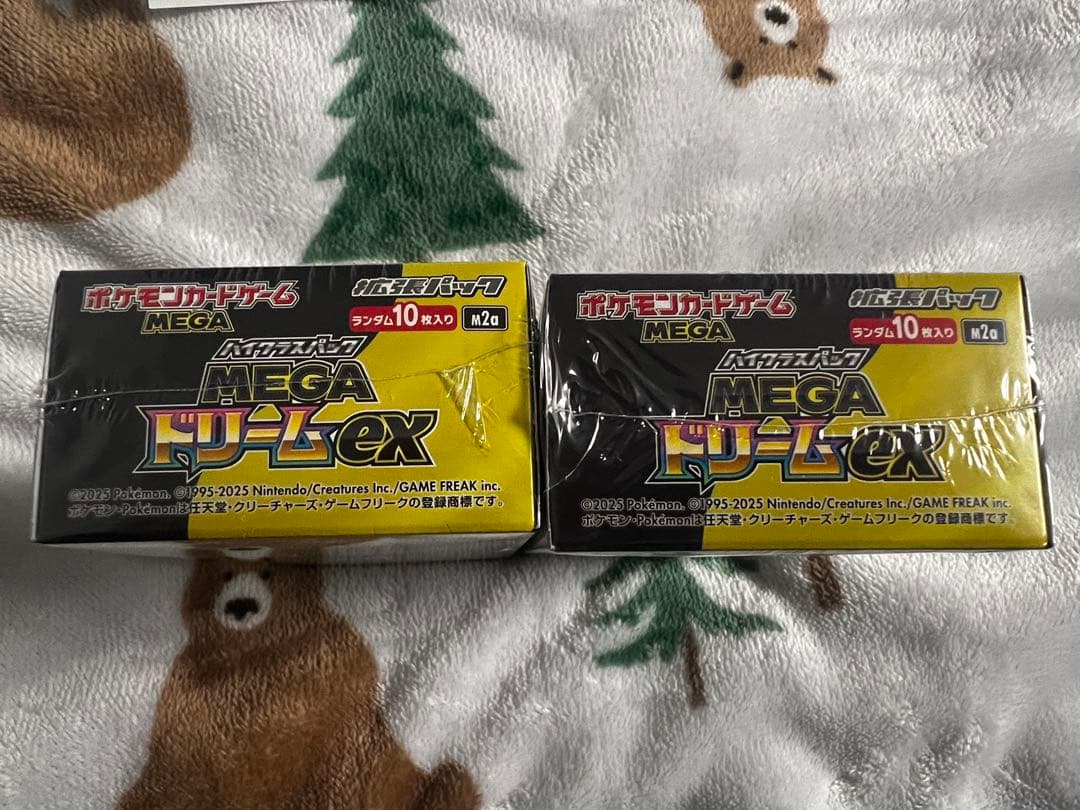 ポケモンカードゲーム
MEGA
拡張パック
ランダム10枚入り
M2a
ハイクラスパック
MEGA
ドリームex
©2025 Pokémon. ©1995-2025 Nintendo/Creatures Inc./GAME FREAK inc.
ポケモン・Pokémonは任天堂・クリーチャーズ・ゲームフリークの登録商標です。
ポケモンカードゲーム
MEGA
拡張パック
ランダム10枚入り
M2a
ハイクラスパック
MEGA
ドリームex
©2025 Pokémon. ©1995-2025 Nintendo/Creatures Inc./GAME FREAK inc.
ポケモン・Pokémonは任天堂・クリーチャーズ・ゲームフリークの登録商標です。